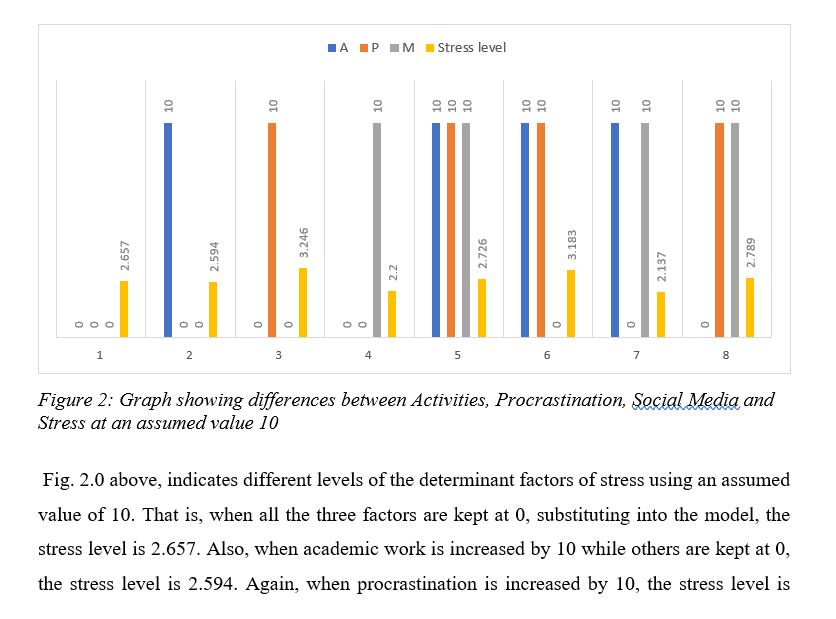 A P M Stress level
10 10 10 10 10 10 10 10 10 10 10 10
2.657 2.594 3.246 2.2 2.726 3.183 2.137 2.789
0 0 0 0 0 0 0 0 0 0 0 0
1 2 3 4 5 6 7 8
Figure 2: Graph showing differences between Activities, Procrastination, Social Media and
Stress at an assumed value 10
Fig. 2.0 above, indicates different levels of the determinant factors of stress using an assumed
value of 10. That is, when all the three factors are kept at 0, substituting into the model, the
stress level is 2.657. Also, when academic work is increased by 10 while others are kept at 0,
the stress level is 2.594. Again, when procrastination is increased by 10, the stress level is